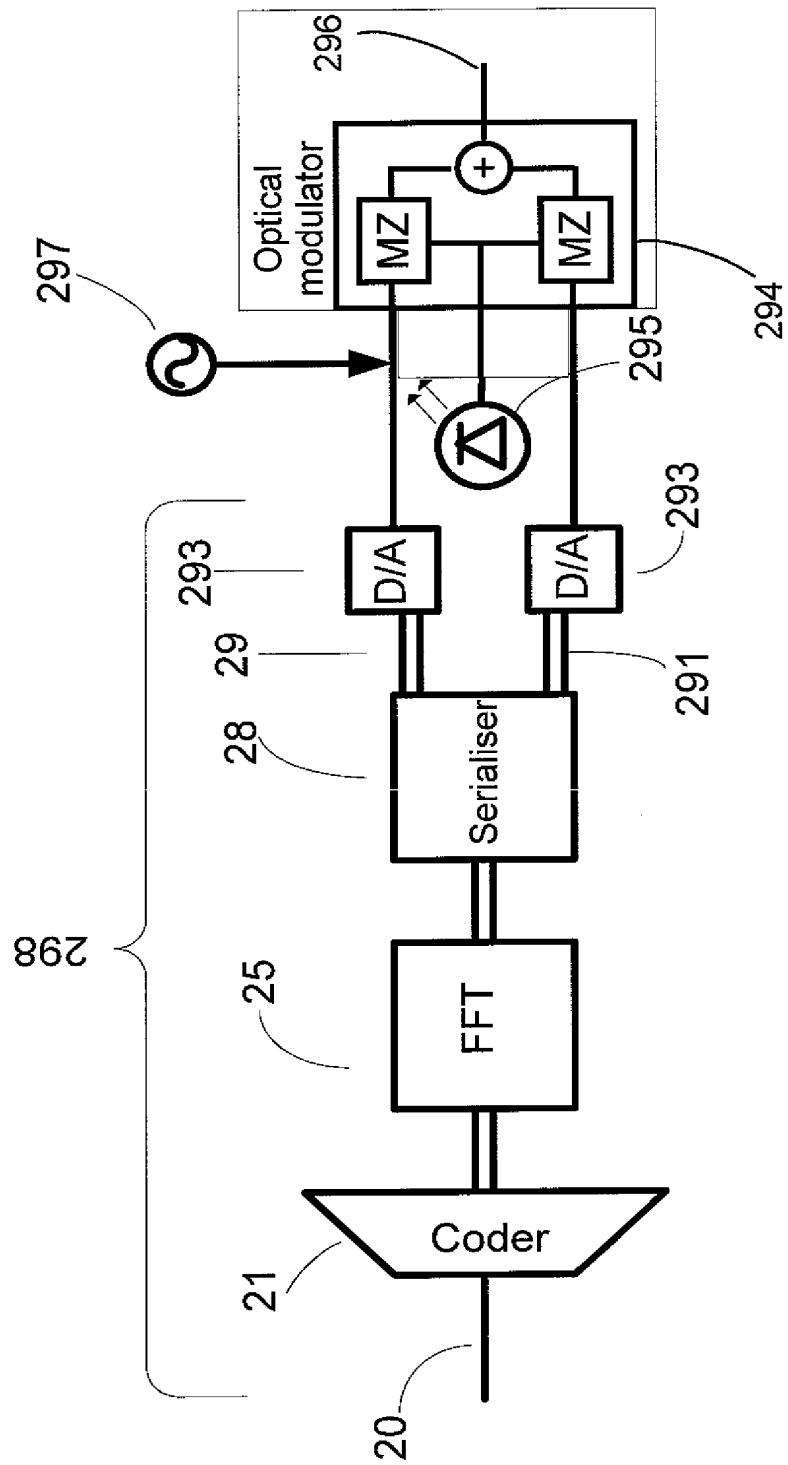 298
20
21
Coder
25
FFT
28
Serialiser
29
291
293
D/A
293
D/A
295
297
Optical
modulator
MZ
MZ
+
294
296